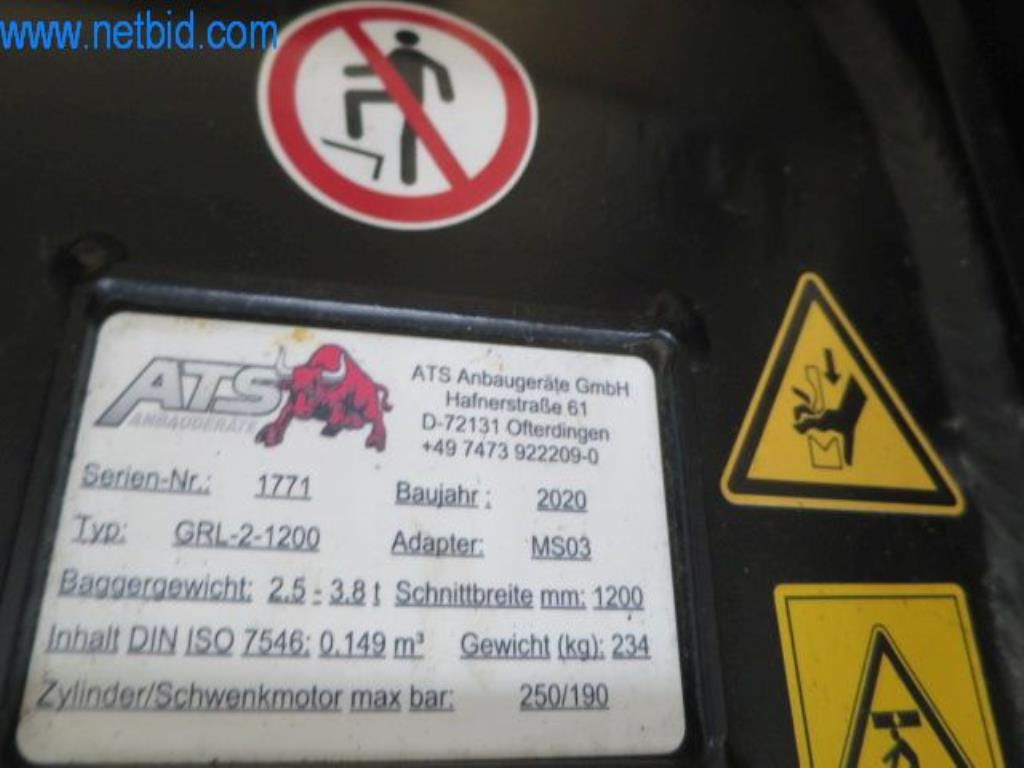 www.netbid.com
ATS
ANBAUGERÄTE
ATS Anbaugeräte GmbH
Hafnerstraße 61
D-72131 Ofterdingen
+49 7473 922209-0
Serien-Nr.: 1771 Baujahr : 2020
Typ: GRL-2-1200 Adapter: MS03
Baggergewicht: 2.5 - 3.8 t Schnittbreite mm: 1200
Inhalt DIN ISO 7546: 0.149 m³ Gewicht (kg): 234
Zylinder/Schwenkmotor max bar: 250/190